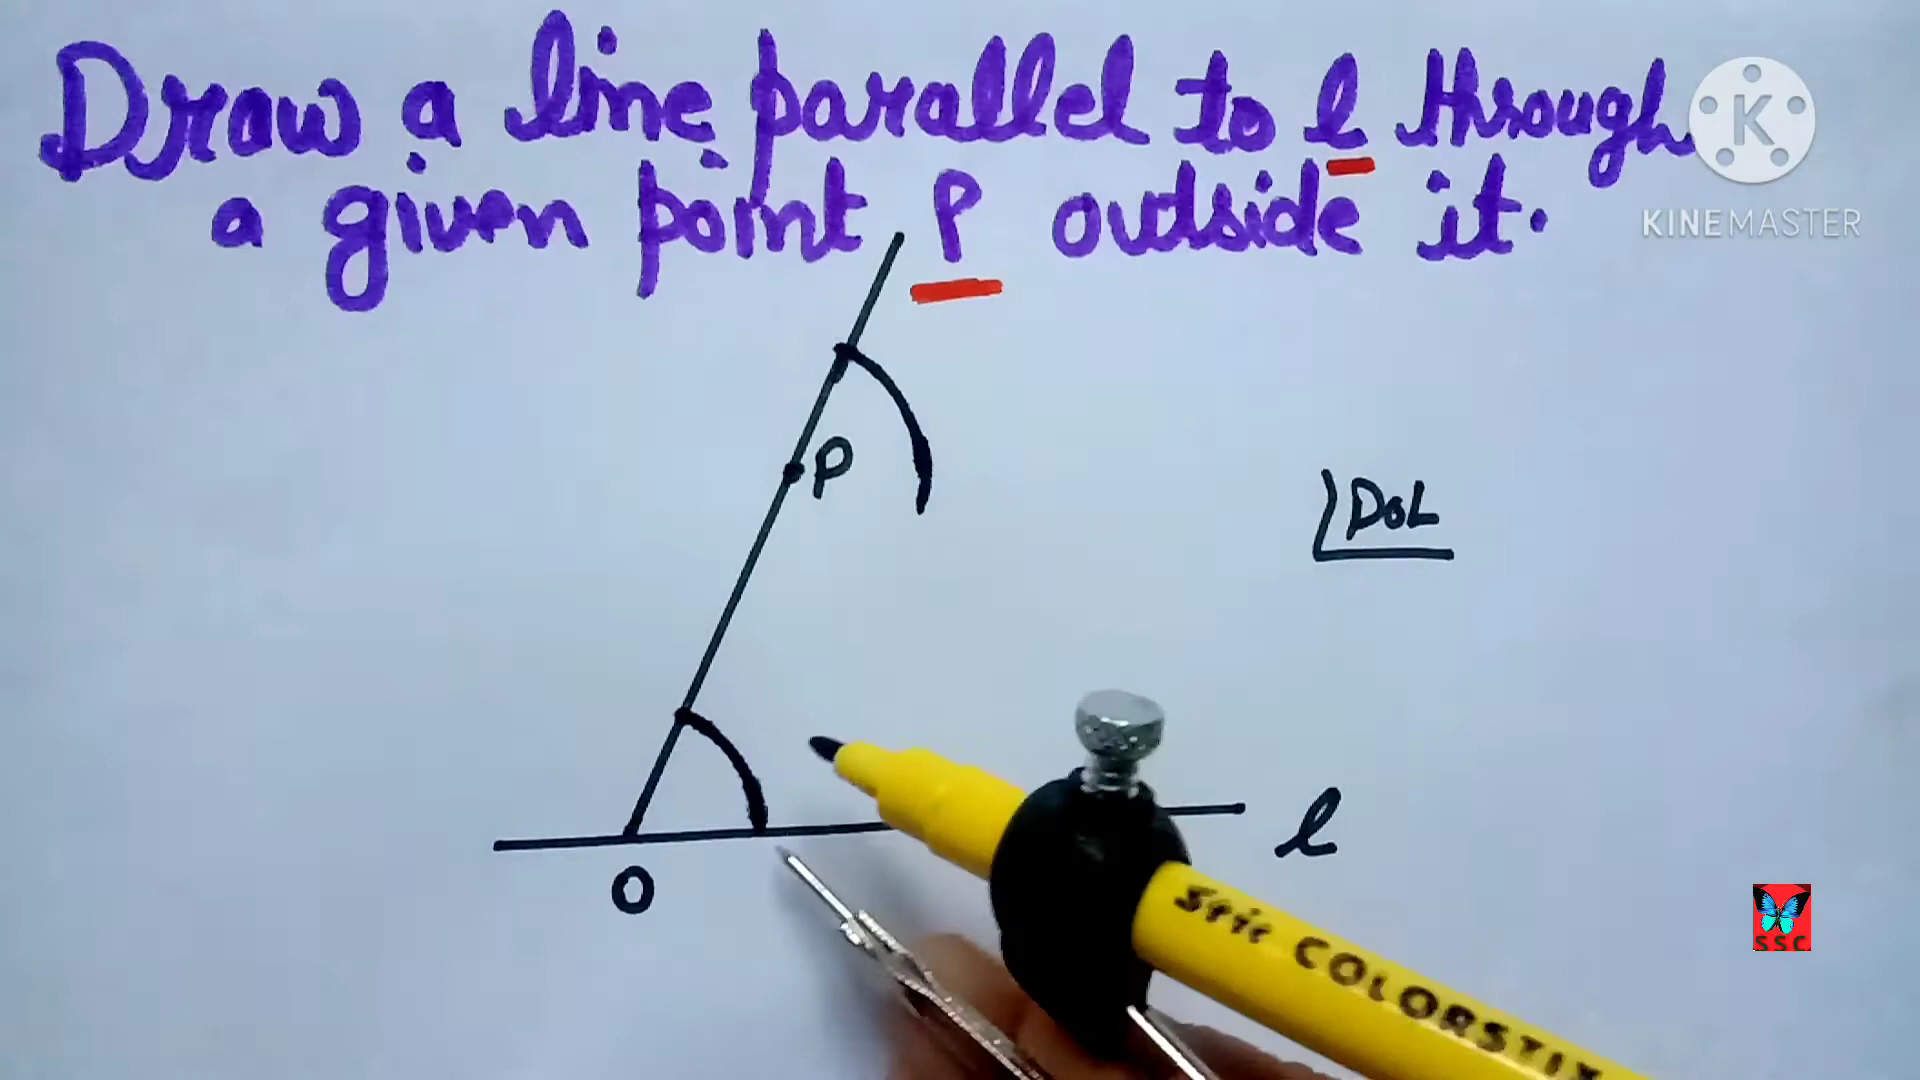 Draw a line parallel to l through
a given point P outside it.
K
KINEMASTER
P
DOL
l
O
Stic COLORSTIX
SSC